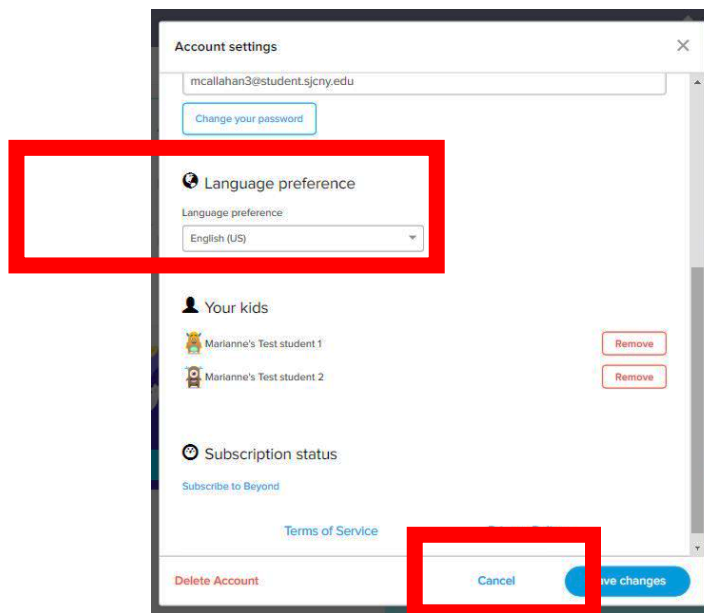 Account settings
mcallahan3@student.sjcny.edu
Change your password
Language preference
Language preference
English (US)
Your kids
Marianne's Test student 1
Remove
Marianne's Test student 2
Remove
Subscription status
Subscribe to Beyond
Terms of Service
Delete Account
Cancel
changes